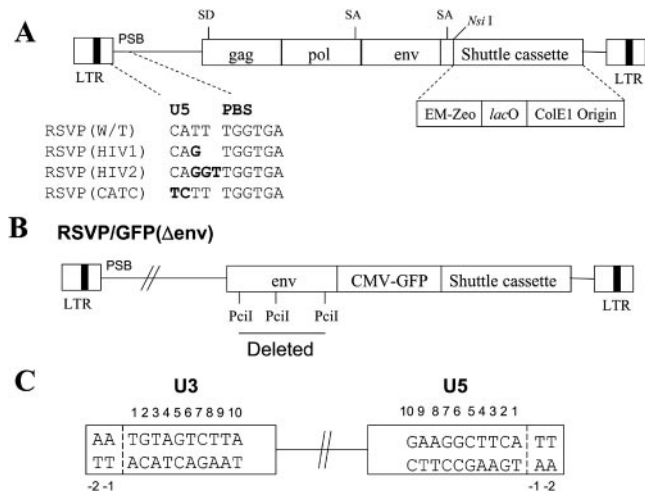 A
SD SA SA Nsi I
PSB
gag pol env Shuttle cassette
LTR LTR
U5 PBS
EM-Zeo lacO ColE1 Origin
RSVP(W/T) CATT TGGTGA
RSVP(HIV1) CAG TGGTGA
RSVP(HIV2) CAGGTTGGTGA
RSVP(CATC) TCTT TGGTGA
B RSVP/GFP(Δenv)
PSB
env CMV-GFP Shuttle cassette
LTR LTR
PciI PciI PciI
Deleted
C
U3 U5
1 2 3 4 5 6 7 8 9 10 10 9 8 7 6 5 4 3 2 1
AA TGTAGTCTTA GAAGGCTTCA TT
TT ACATCAGAAT CTTCCGAAGT AA
-2 -1 -1 -2